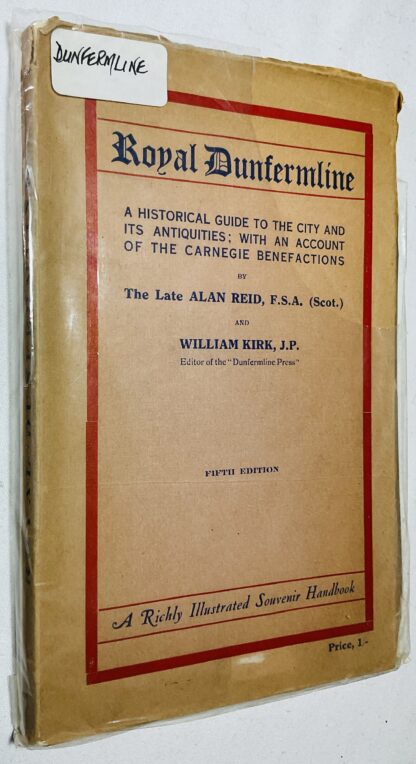 DUNFERMLINE
Royal Dunfermline
A HISTORICAL GUIDE TO THE CITY AND
ITS ANTIQUITIES; WITH AN ACCOUNT
OF THE CARNEGIE BENEFACTIONS
BY
The Late ALAN REID, F.S.A. (Scot.)
AND
WILLIAM KIRK, J.P.
Editor of the "Dunfermline Press"
FIFTH EDITION
A Richly Illustrated Souvenir Handbook
Price, 1/-